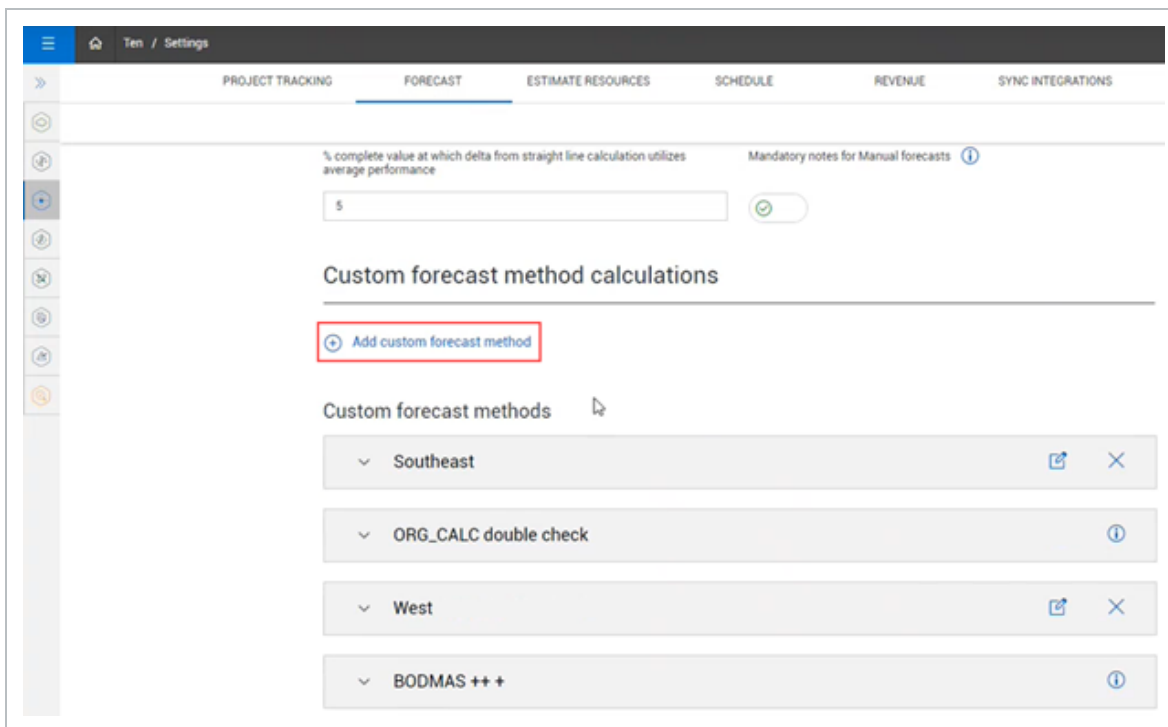 Ten / Settings
PROJECT TRACKING FORECAST ESTIMATE RESOURCES SCHEDULE REVENUE SYNC INTEGRATIONS
% complete value at which delta from straight line calculation utilizes
average performance
Mandatory notes for Manual forecasts
5
Custom forecast method calculations
Add custom forecast method
Custom forecast methods
Southeast
ORG_CALC double check
West
BODMAS ++ +